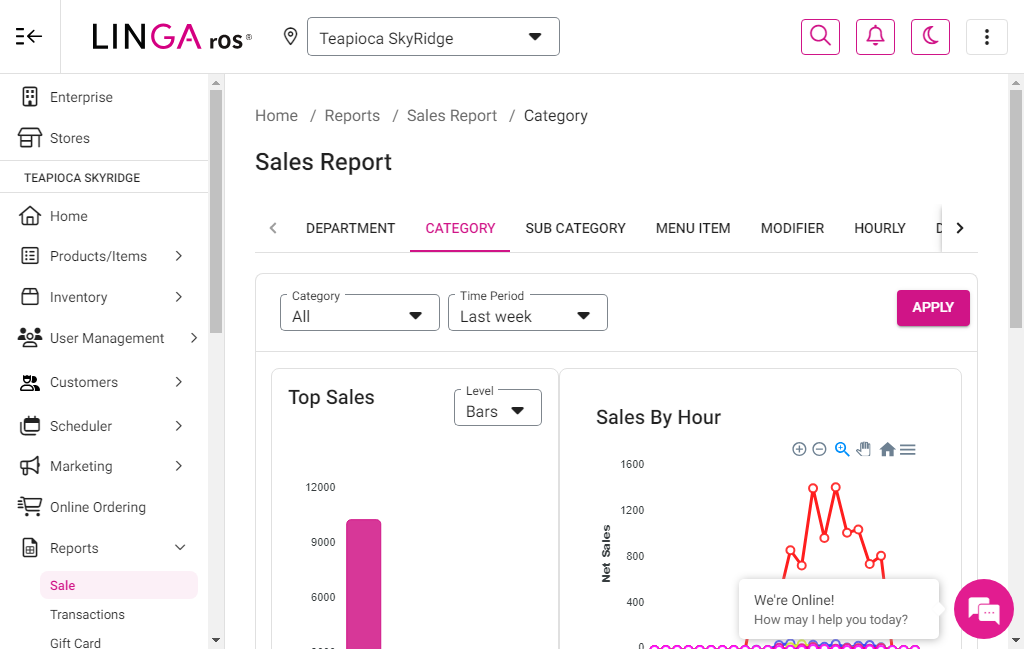 LINGA ros®
Teapioca SkyRidge
Enterprise
Stores
TEAPIOCA SKYRIDGE
Home
Products/Items
Inventory
User Management
Customers
Scheduler
Marketing
Online Ordering
Reports
Sale
Transactions
Gift Card
Home / Reports / Sales Report / Category
Sales Report
DEPARTMENT CATEGORY SUB CATEGORY MENU ITEM MODIFIER HOURLY
Category
All
Time Period
Last week
APPLY
Top Sales
Level
Bars
12000
9000
6000
Sales By Hour
1600
1200
800
400
0
Net Sales
We're Online!
How may I help you today?